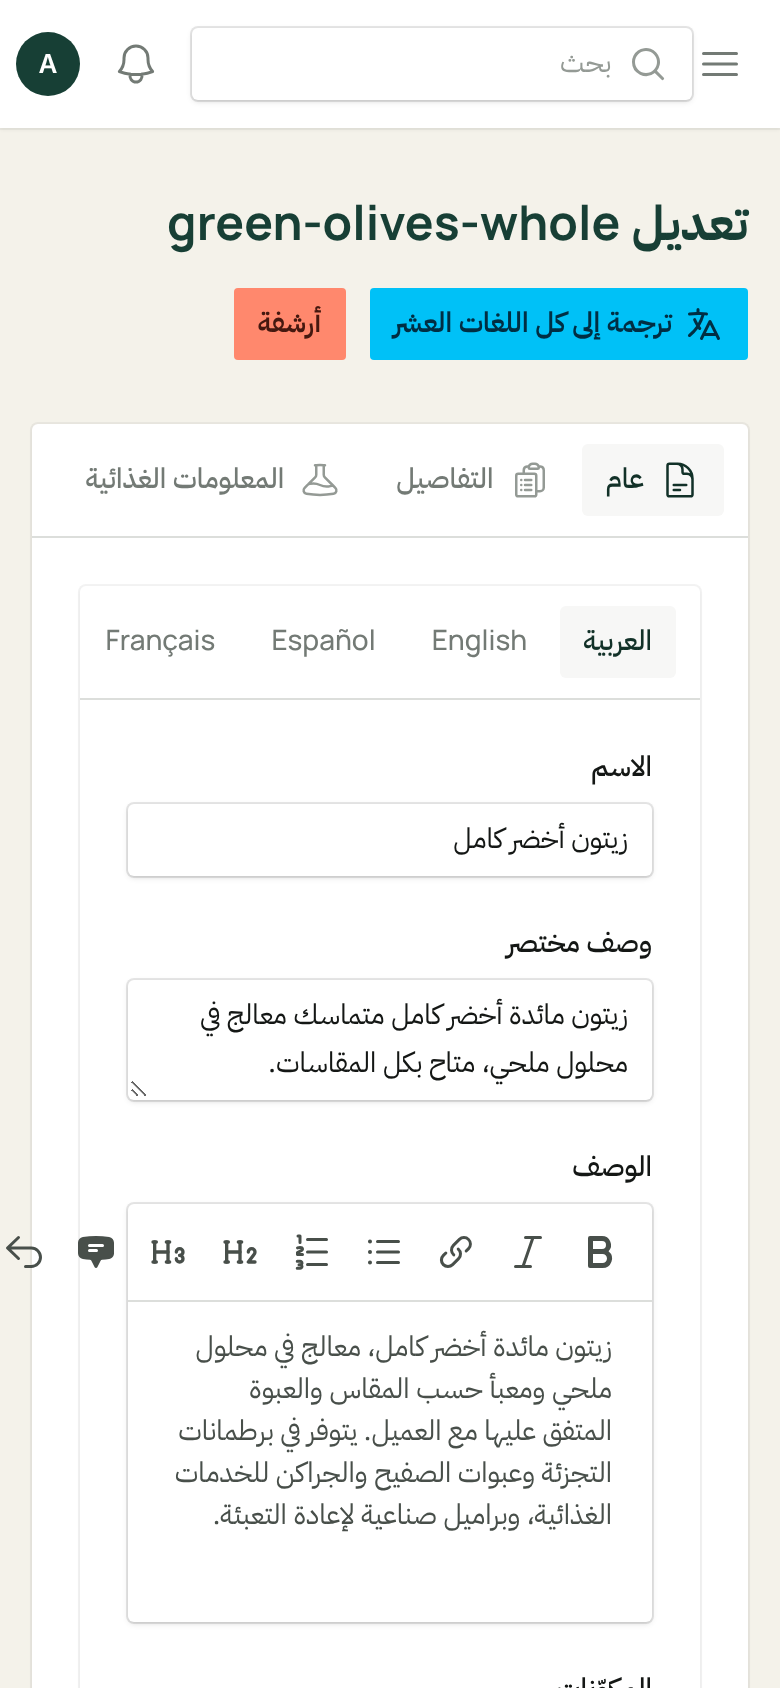 بحث
A
تعديل green-olives-whole
ترجمة إلى كل اللغات العشر
أرشفة
عام
التفاصيل
المعلومات الغذائية
العربية
English
Español
Français
الاسم
زيتون أخضر كامل
وصف مختصر
زيتون مائدة أخضر كامل متماسك معالج في
محلول ملحي، متاح بكل المقاسات.
الوصف
B I H2 H3
زيتون مائدة أخضر كامل، معالج في محلول
ملحي ومعبأ حسب المقاس والعبوة
المتفق عليها مع العميل. يتوفر في برطمانات
التجزئة وعبوات الصفيح والجراكن للخدمات
الغذائية، وبراميل صناعية لإعادة التعبئة.